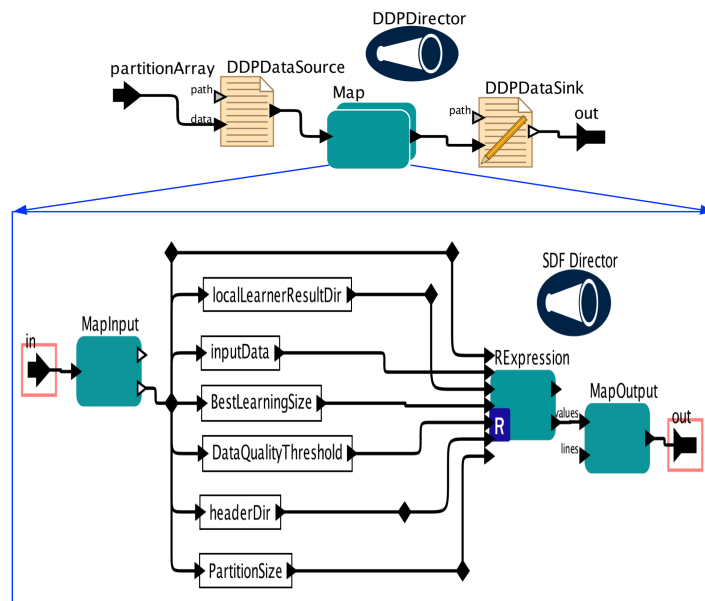 DDPDirector
partitionArray
DDPDataSource
path
data
Map
DDPDataSink
path
out
SDF Director
in
MapInput
localLearnerResultDir
inputData
BestLearningSize
DataQualityThreshold
headerDir
PartitionSize
RExpression
R
MapOutput
values
lines
out